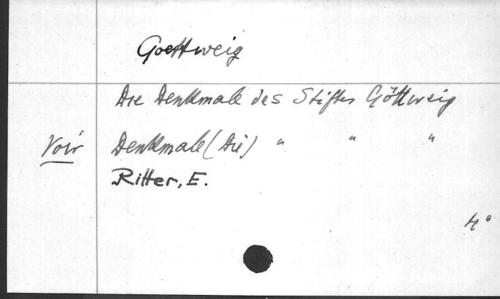 Goettweig
Die Denkmale des Stiftes Göttweig
Voir Denkmale (Die) " " "
Ritter, E.
4°